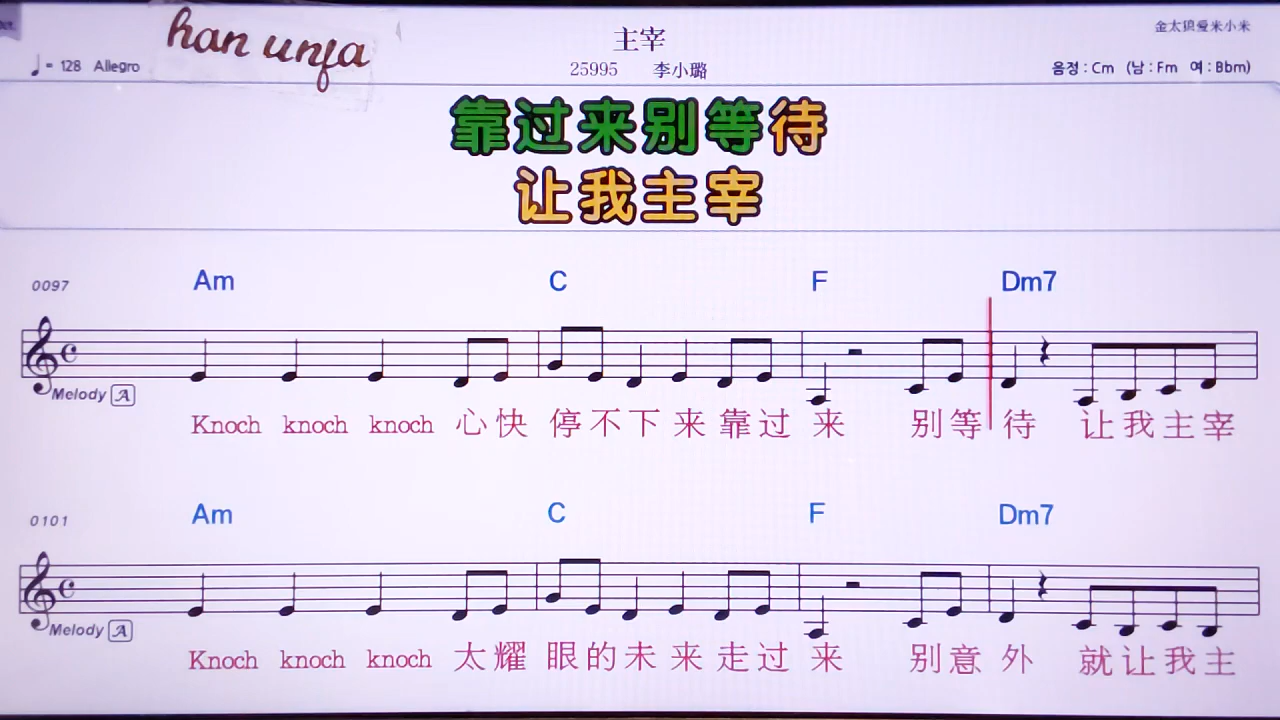 han unfa
主宰
金太狼爱米小米
♩= 128 Allegro
25995 李小璐
음정 : Cm (남 : Fm 여 : Bbm)
靠过来别等待
让我主宰
0097
Am C F Dm7
Melody A
Knoch knoch knoch 心快 停不下来靠过 来 别等 待 让我主宰
0101
Am C F Dm7
Melody A
Knoch knoch knoch 太耀 眼的未来走过 来 别意 外 就让我主